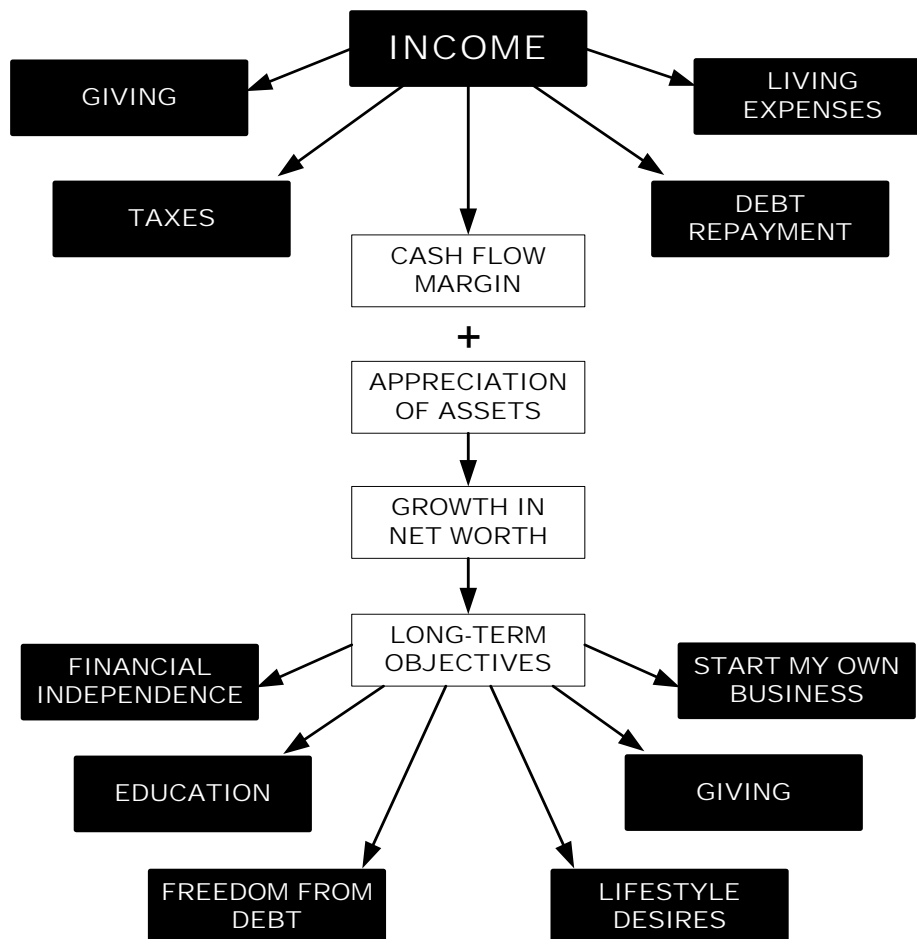 INCOME
GIVING
LIVING
EXPENSES
TAXES
DEBT
REPAYMENT
CASH FLOW
MARGIN
+
APPRECIATION
OF ASSETS
GROWTH IN
NET WORTH
LONG-TERM
OBJECTIVES
FINANCIAL
INDEPENDENCE
START MY OWN
BUSINESS
EDUCATION
GIVING
FREEDOM FROM
DEBT
LIFESTYLE
DESIRES